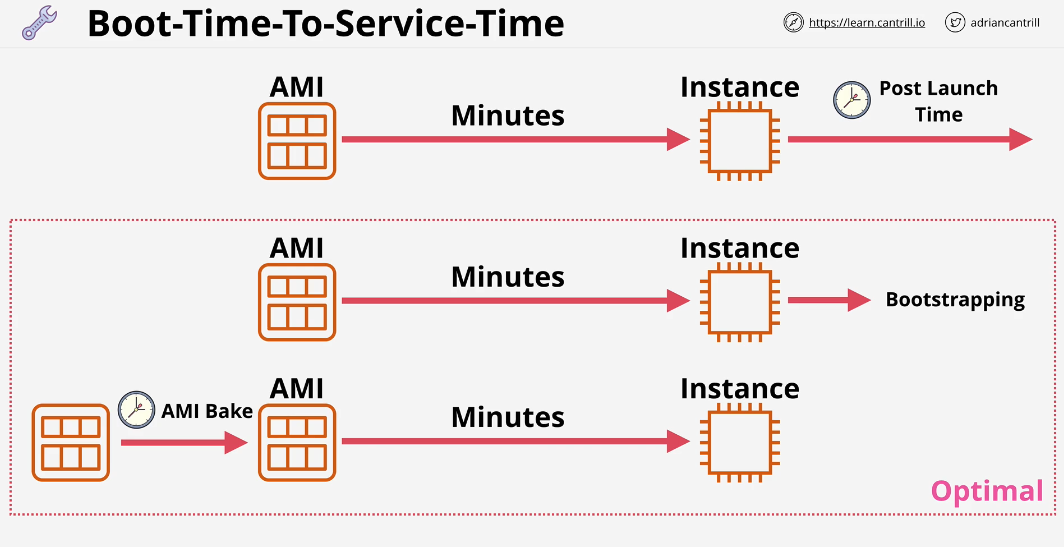 Boot-Time-To-Service-Time
https://learn.cantrill.io
adriancantrill
AMI
Minutes
Instance
Post Launch
Time
AMI
Minutes
Instance
Bootstrapping
AMI Bake
AMI
Minutes
Instance
Optimal